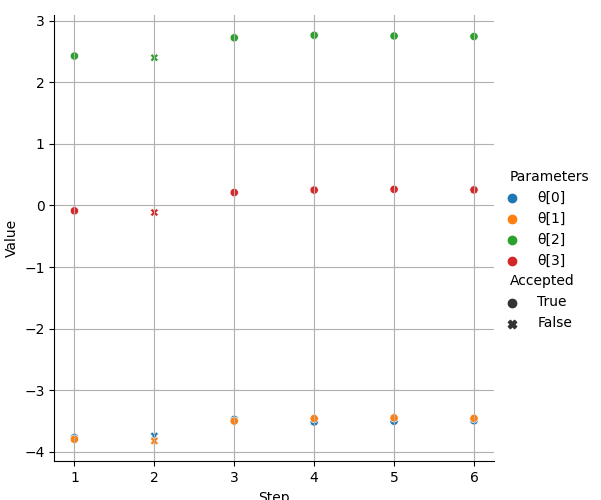 3
2
1
0
−1
−2
−3
−4
Value
1 2 3 4 5 6
Step
Parameters
θ[0]
θ[1]
θ[2]
θ[3]
Accepted
True
False